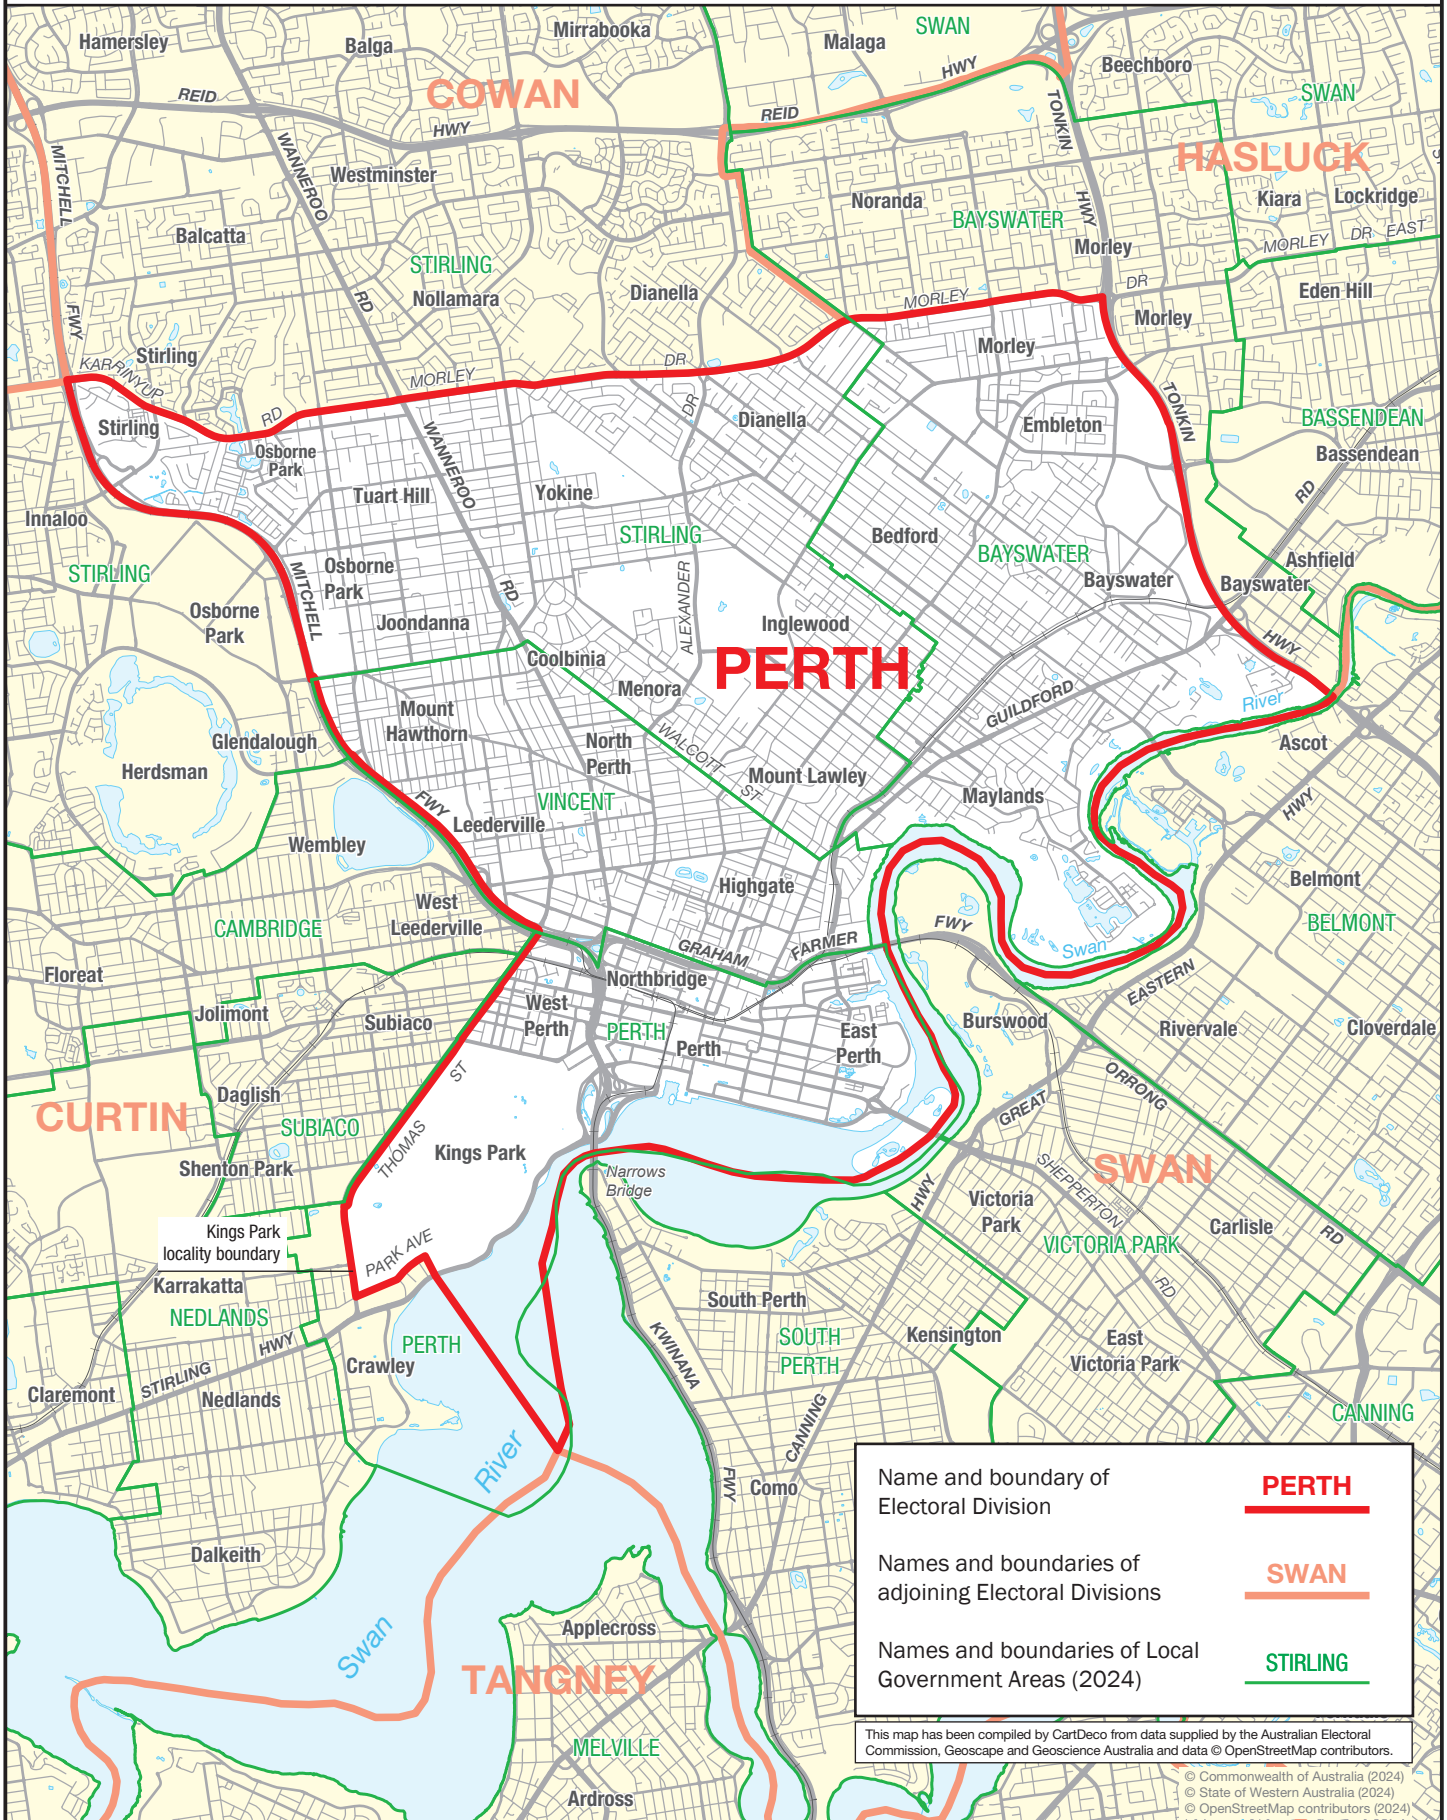 Hamersley
Balga
Mirrabooka
Malaga
SWAN
Beechboro
COWAN
REID
HWY
REID
HWY
TONKIN
HWY
SWAN
HASLUCK
MITCHELL
FWY
WANNEROO
RD
Westminster
Balcatta
STIRLING
Nollamara
Dianella
Noranda
BAYSWATER
Morley
Kiara
Lockridge
MORLEY DR EAST
Eden Hill
MORLEY
DR
Morley
Stirling
KARRINYUP
RD
MORLEY
DR
Morley
Stirling
Osborne
Park
Tuart Hill
WANNEROO
RD
Yokine
DR
Dianella
Embleton
TONKIN
HWY
BASSENDEAN
Bassendean
RD
Innaloo
STIRLING
Osborne
Park
MITCHELL
FWY
Osborne
Park
Joondanna
STIRLING
ALEXANDER
Bedford
BAYSWATER
Bayswater
Ashfield
Bayswater
Inglewood
PERTH
Coolbinia
Menora
Mount
Hawthorn
North
Perth
WALCOTT
ST
GUILDFORD
River
Ascot
Glendalough
Herdsman
VINCENT
Mount Lawley
Maylands
HWY
Leederville
Wembley
Highgate
Belmont
West
Leederville
CAMBRIDGE
BELMONT
GRAHAM
FARMER
FWY
Swan
EASTERN
Floreat
Northbridge
Jolimont
Subiaco
West
Perth
PERTH
Perth
East
Perth
Burswood
Rivervale
Cloverdale
Daglish
ST
THOMAS
CURTIN
SUBIACO
Shenton Park
Kings Park
Narrows
Bridge
GREAT
HWY
ORRONG
RD
SHEPPERTON
RD
SWAN
Victoria
Park
Carlisle
VICTORIA PARK
Kings Park
locality boundary
PARK AVE
Karrakatta
NEDLANDS
PERTH
Crawley
STIRLING
HWY
Claremont
Nedlands
South Perth
SOUTH
PERTH
Kensington
East
Victoria Park
KWINANA
FWY
CANNING
CANNING
Como
River
Swan
Dalkeith
Applecross
TANGNEY
MELVILLE
Ardross
Name and boundary of
Electoral Division
PERTH
Names and boundaries of
adjoining Electoral Divisions
SWAN
Names and boundaries of Local
Government Areas (2024)
STIRLING
This map has been compiled by CartDeco from data supplied by the Australian Electoral
Commission, Geoscape and Geoscience Australia and data © OpenStreetMap contributors.
© Commonwealth of Australia (2024)
© State of Western Australia (2024)
© OpenStreetMap contributors (2024)